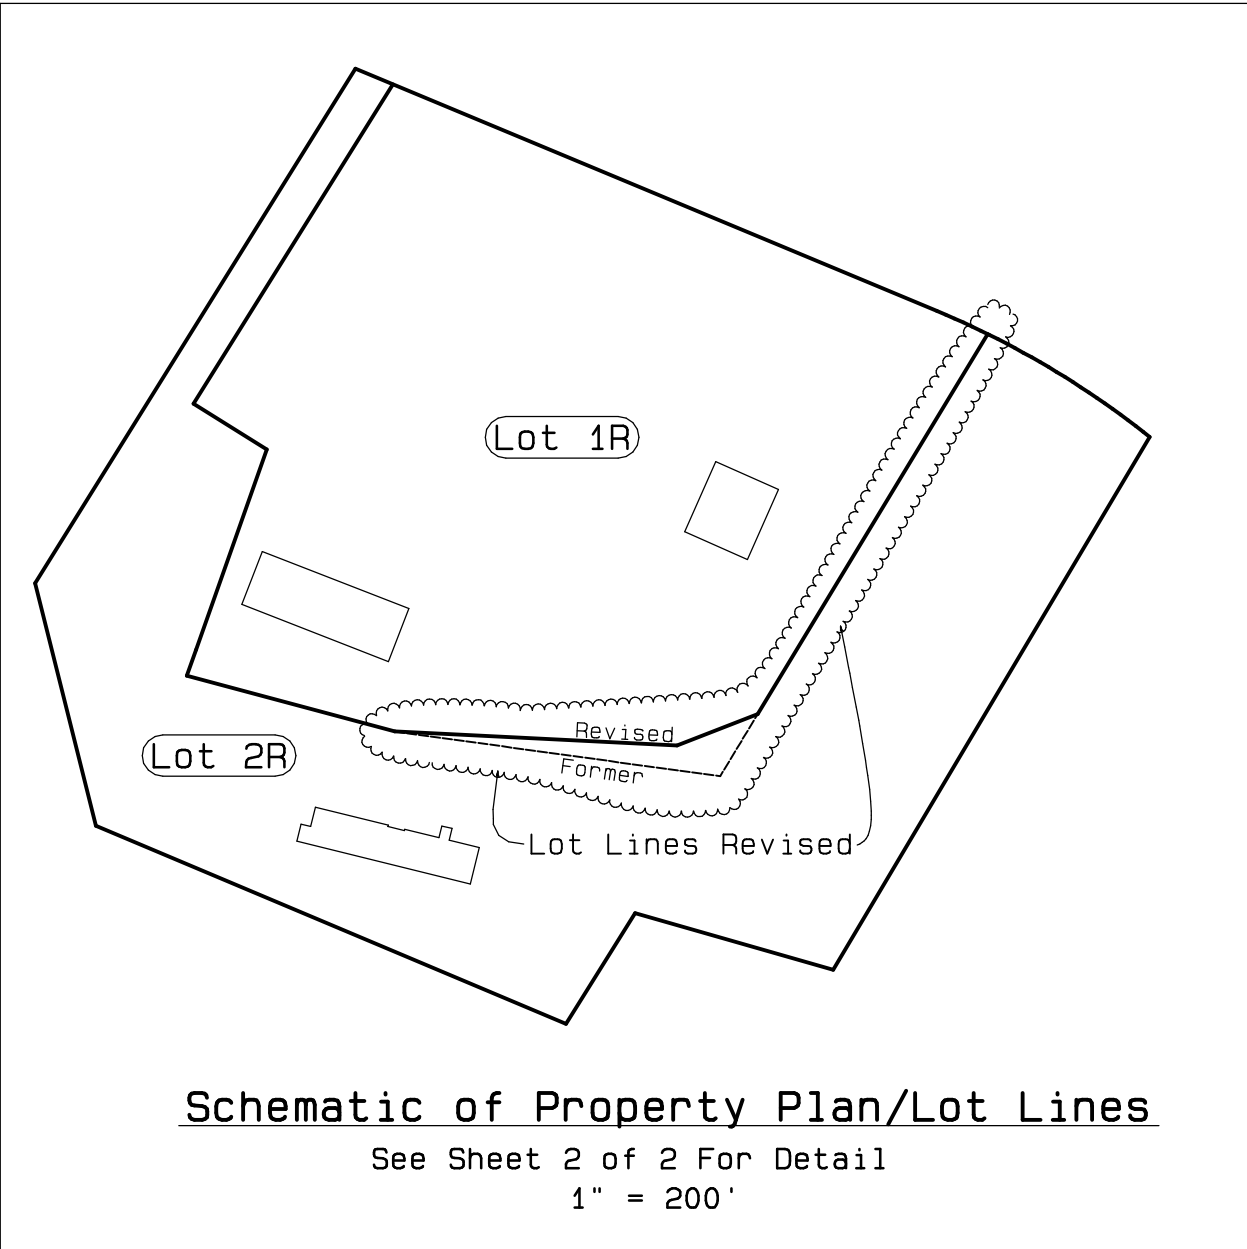 Lot 1R
Revised
Former
Lot 2R
Lot Lines Revised
Schematic of Property Plan/Lot Lines
See Sheet 2 of 2 For Detail
1" = 200'